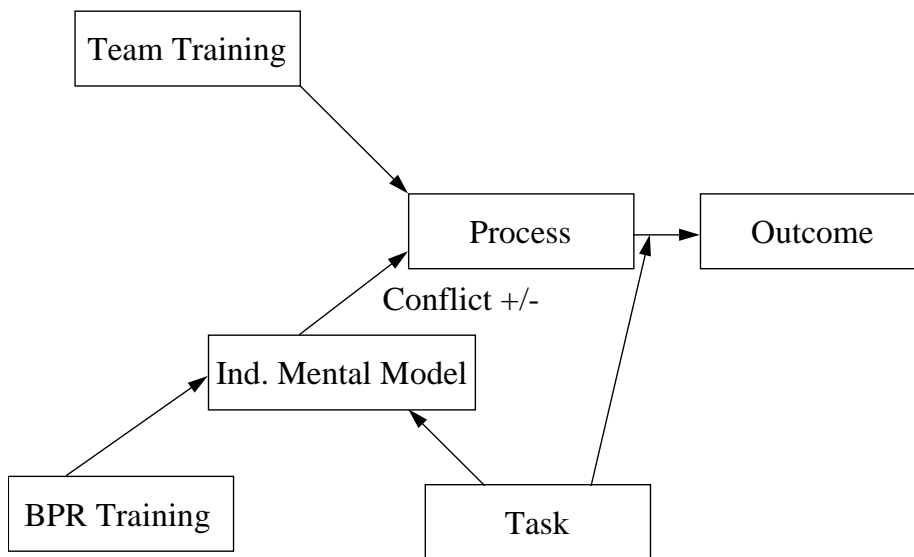 Team Training
Process
Outcome
Conflict +/-
Ind. Mental Model
BPR Training
Task